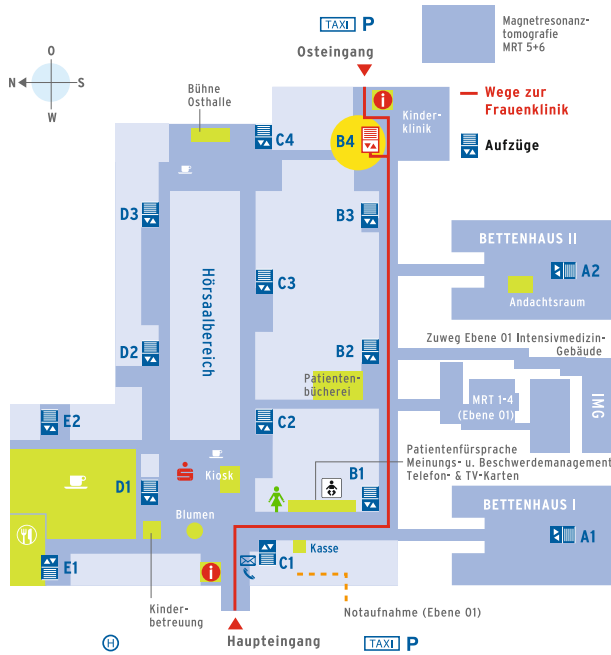 TAXI P
Osteingang
Magnetresonanz-
tomografie
MRT 5+6
O
N
S
W
Bühne
Osthalle
i
Kinder-
klinik
Wege zur
Frauenklinik
Aufzüge
C4
B4
D3
B3
BETTENHAUS II
A2
Andachtsraum
C3
Hörsaalbereich
Zuweg Ebene 01 Intensivmedizin-
Gebäude
D2
B2
Patienten-
bücherei
MRT 1-4
(Ebene 01)
IMG
E2
C2
Patientenfürsprache
Meinungs- u. Beschwerdemanagement
Telefon- & TV-Karten
Kiosk
D1
B1
BETTENHAUS I
Blumen
A1
Kasse
E1
i
C1
Kinder-
betreuung
Notaufnahme (Ebene 01)
H
Haupteingang
TAXI P